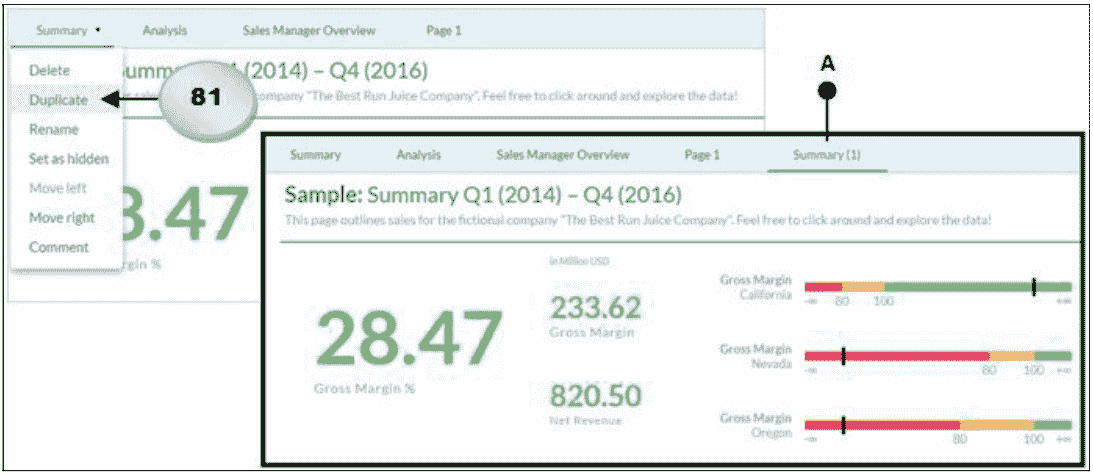 Summary
Analysis
Sales Manager Overview
Page 1
Delete
Duplicate
Rename
Set as hidden
Move left
Move right
Comment
81
(2014) – Q4 (2016)
company "The Best Run Juice Company". Feel free to click around and explore the data!
3.47
rgin %
A
Summary
Analysis
Sales Manager Overview
Page 1
Summary (1)
Sample: Summary Q1 (2014) – Q4 (2016)
This page outlines sales for the fictional company "The Best Run Juice Company". Feel free to click around and explore the data!
28.47
Gross Margin %
in Million USD
233.62
Gross Margin
820.50
Net Revenue
Gross Margin
California
-∞ 80 100 +∞
Gross Margin
Nevada
-∞ 80 100 +∞
Gross Margin
Oregon
-∞ 80 100 +∞